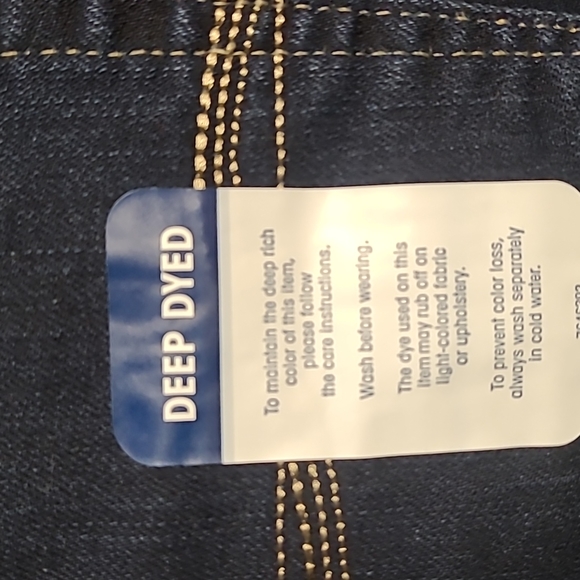 DEEP DYED
To maintain the deep rich
color of this item,
please follow
the care instructions.
Wash before wearing.
The dye used on this
item may rub off on
light-colored fabric
or upholstery.
To prevent color loss,
always wash separately
in cold water.